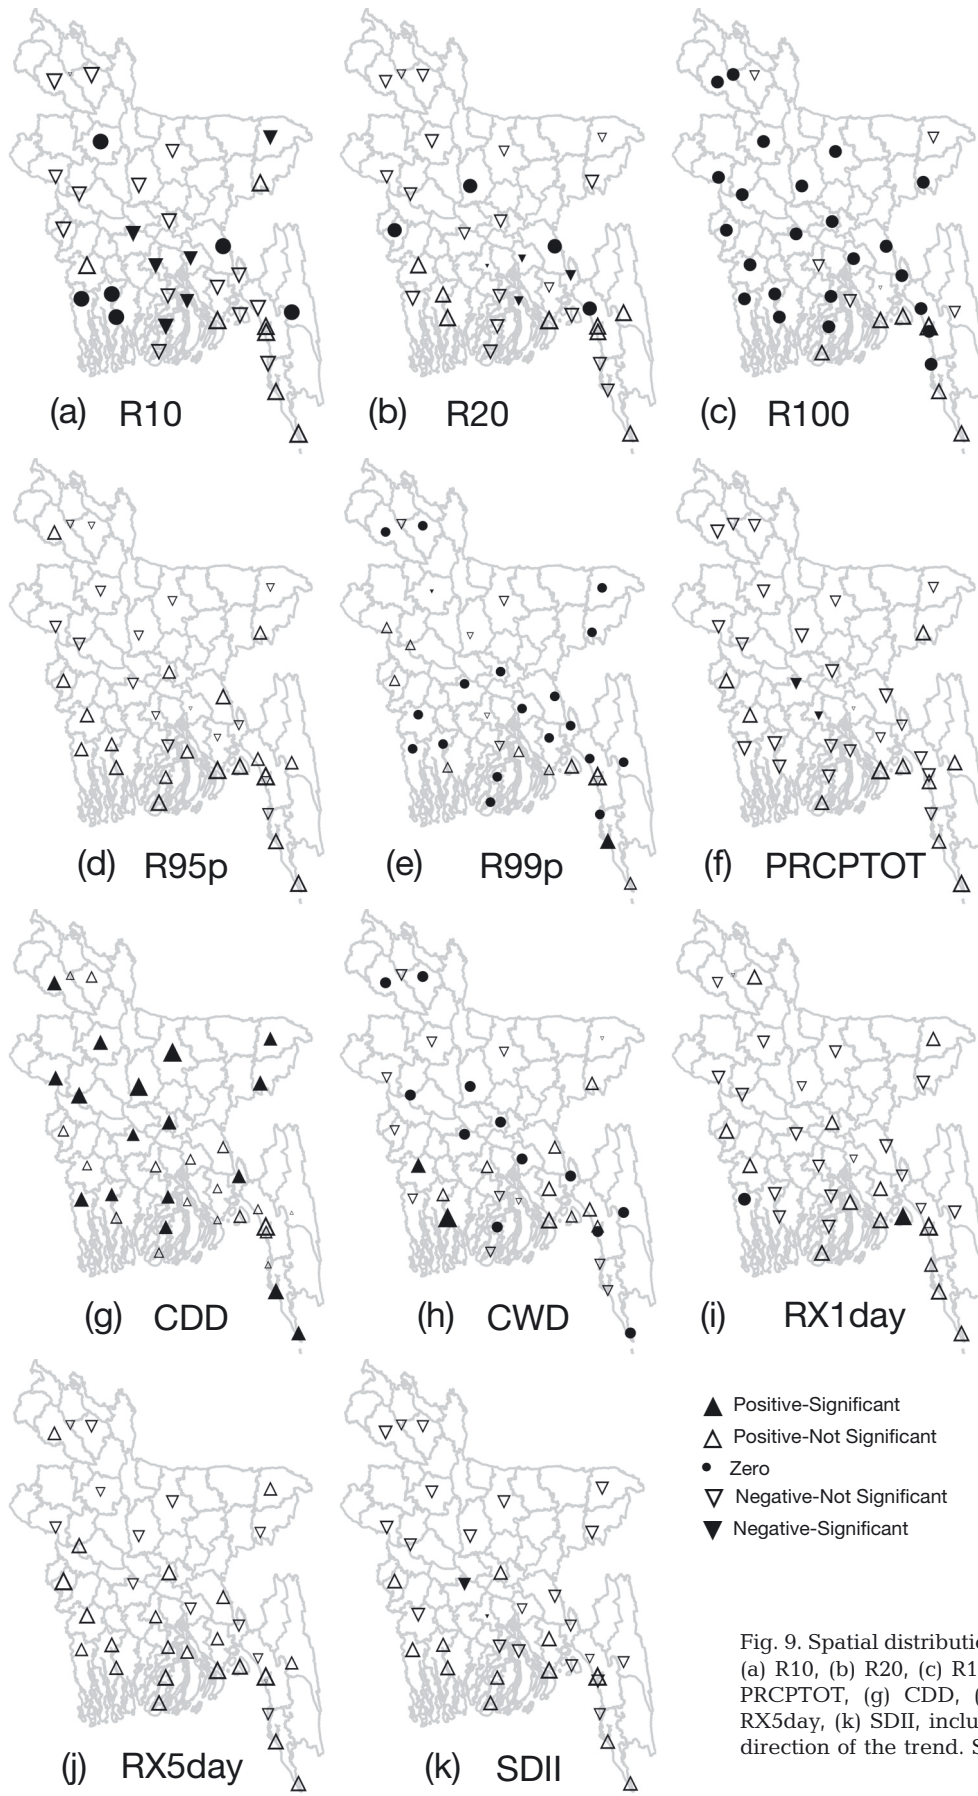 (a) R10
(b) R20
(c) R100
(d) R95p
(e) R99p
(f) PRCPTOT
(g) CDD
(h) CWD
(i) RX1day
(j) RX5day
(k) SDII
Positive-Significant
Positive-Not Significant
Zero
Negative-Not Significant
Negative-Significant
Fig. 9. Spatial distributio
(a) R10, (b) R20, (c) R1
PRCPTOT, (g) CDD, (
RX5day, (k) SDII, inclu
direction of the trend. S